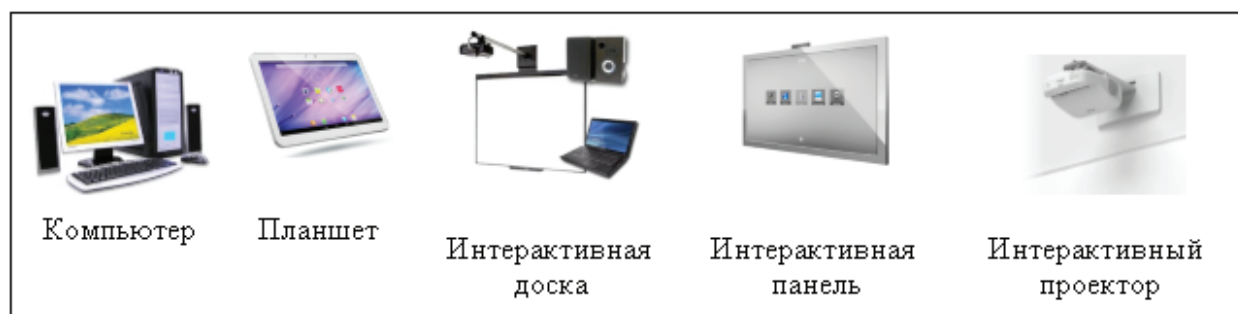 Компьютер
Планшет
Интерактивная
доска
Интерактивная
панель
Интерактивный
проектор